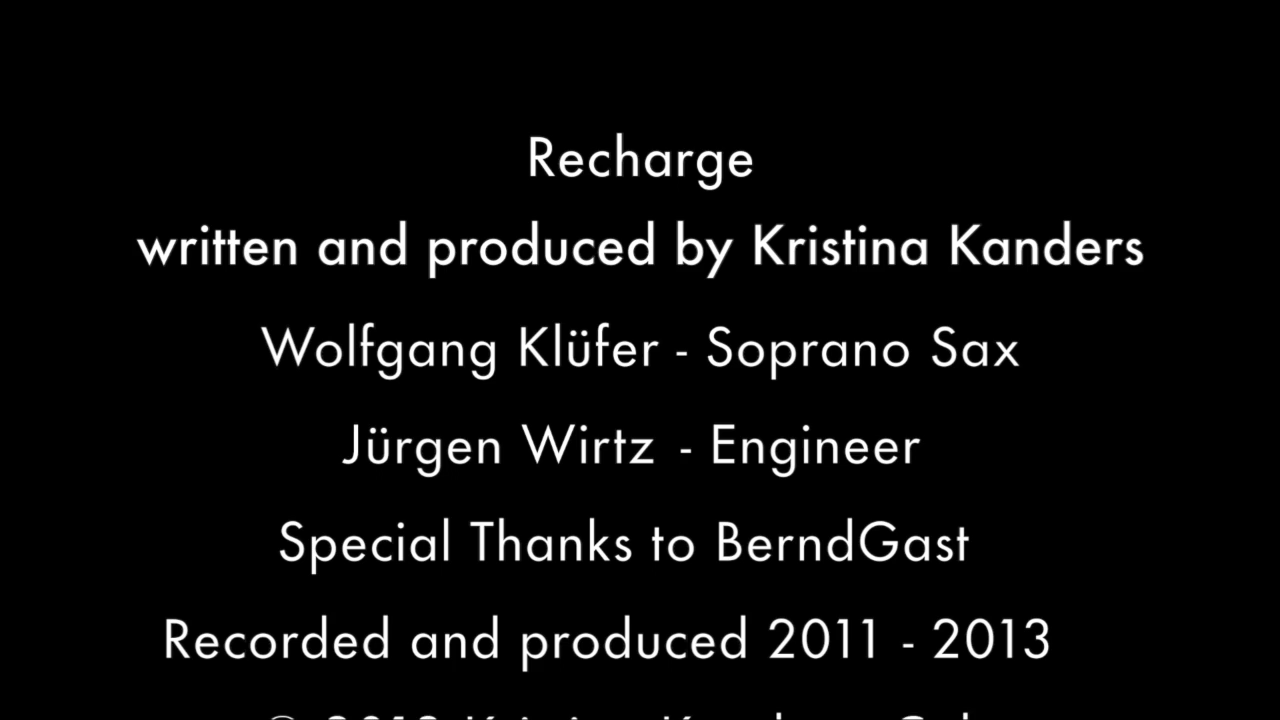 Recharge
written and produced by Kristina Kanders
Wolfgang Klüfer - Soprano Sax
Jürgen Wirtz - Engineer
Special Thanks to BerndGast
Recorded and produced 2011 - 2013